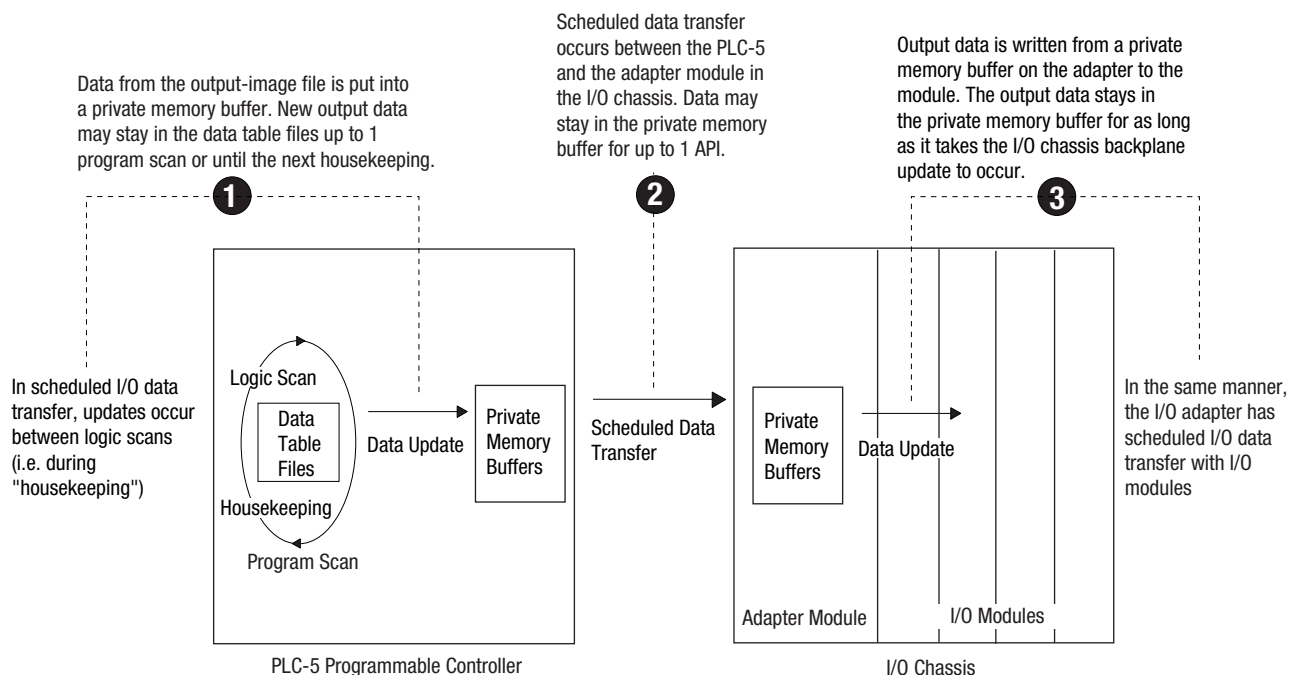 Data from the output-image file is put into
a private memory buffer. New output data
may stay in the data table files up to 1
program scan or until the next housekeeping.
1
Scheduled data transfer
occurs between the PLC-5
and the adapter module in
the I/O chassis. Data may
stay in the private memory
buffer for up to 1 API.
2
Output data is written from a private
memory buffer on the adapter to the
module. The output data stays in
the private memory buffer for as long
as it takes the I/O chassis backplane
update to occur.
3
In scheduled I/O data
transfer, updates occur
between logic scans
(i.e. during
"housekeeping")
Logic Scan
Data
Table
Files
Housekeeping
Program Scan
Data Update
Private
Memory
Buffers
PLC-5 Programmable Controller
Scheduled Data
Transfer
Private
Memory
Buffers
Data Update
Adapter Module
I/O Modules
I/O Chassis
In the same manner,
the I/O adapter has
scheduled I/O data
transfer with I/O
modules